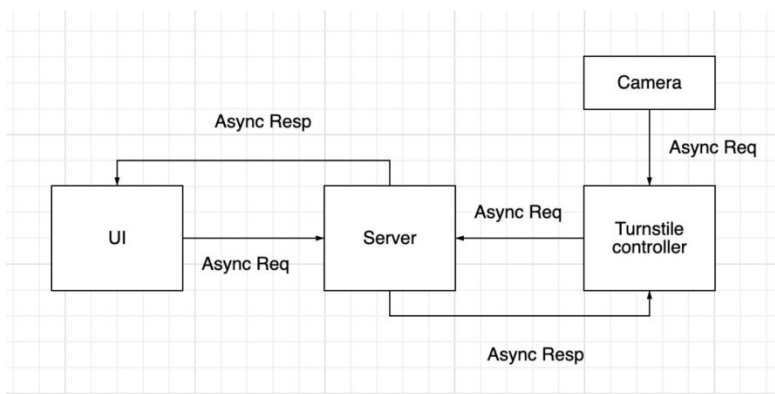 Camera
Async Resp
Async Req
UI
Async Req
Server
Async Req
Turnstile
controller
Async Resp